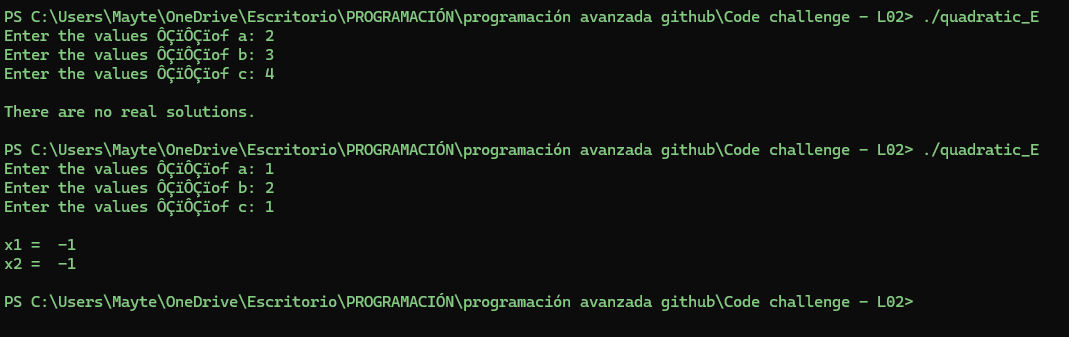 PS C:\Users\Mayte\OneDrive\Escritorio\PROGRAMACIÓN\programación avanzada github\Code challenge - L02> ./quadratic_E
Enter the values ÔÇïÔÇïof a: 2
Enter the values ÔÇïÔÇïof b: 3
Enter the values ÔÇïÔÇïof c: 4
There are no real solutions.
PS C:\Users\Mayte\OneDrive\Escritorio\PROGRAMACIÓN\programación avanzada github\Code challenge - L02> ./quadratic_E
Enter the values ÔÇïÔÇïof a: 1
Enter the values ÔÇïÔÇïof b: 2
Enter the values ÔÇïÔÇïof c: 1
x1 =  -1
x2 =  -1
PS C:\Users\Mayte\OneDrive\Escritorio\PROGRAMACIÓN\programación avanzada github\Code challenge - L02>